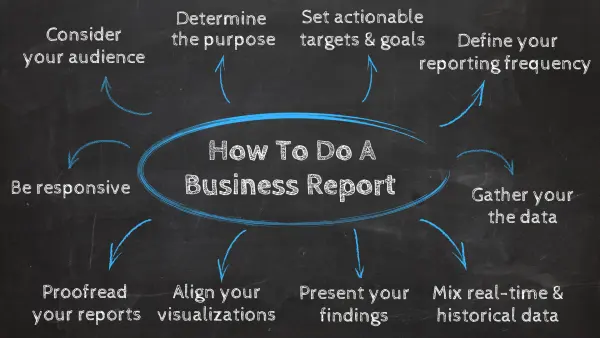 Consider
your audience
Determine
the purpose
Set actionable
targets & goals
Define your
reporting frequency
How To Do A
Business Report
Be responsive
Gather your
the data
Proofread
your reports
Align your
visualizations
Present your
findings
Mix real-time &
historical data